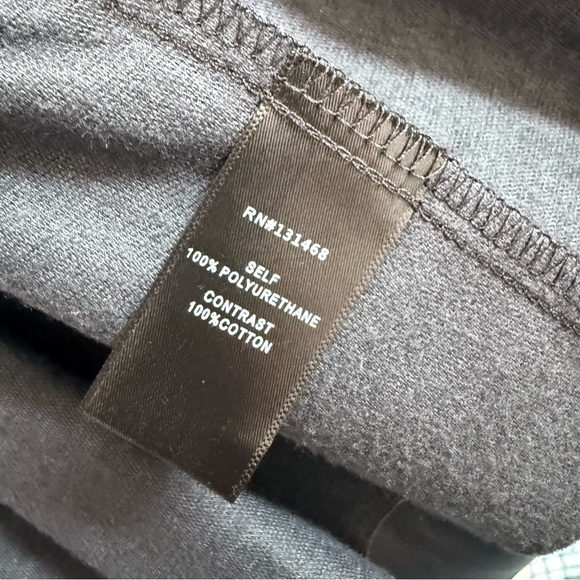 RN#131468
SELF
100% POLYURETHANE
CONTRAST
100%COTTON